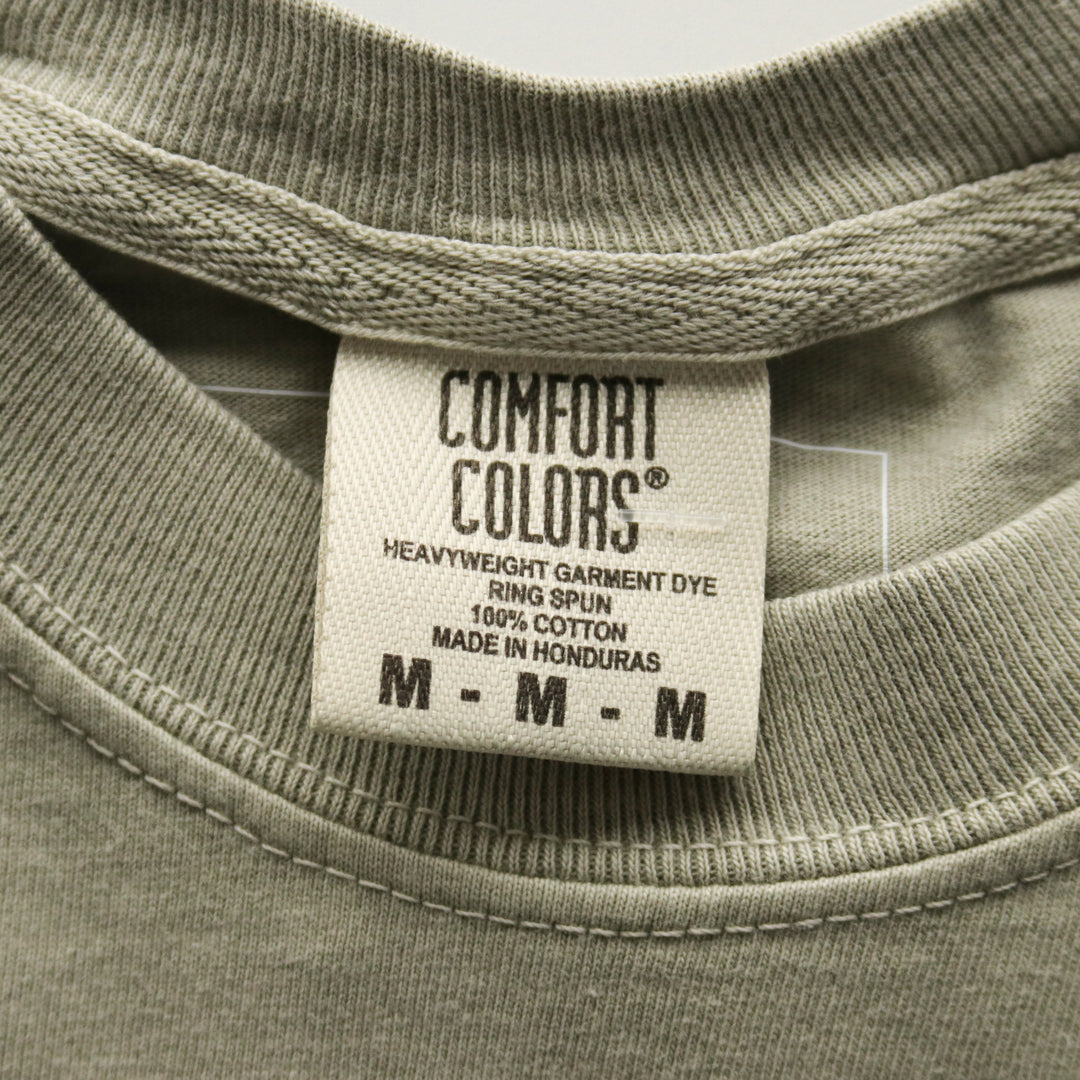 COMFORT
COLORS®
HEAVYWEIGHT GARMENT DYE
RING SPUN
100% COTTON
MADE IN HONDURAS
M - M - M